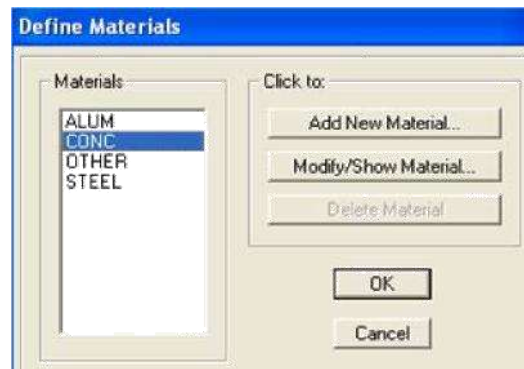 Define Materials
Materials
ALUM
CONC
OTHER
STEEL
Click to:
Add New Material...
Modify/Show Material...
Delete Material
OK
Cancel